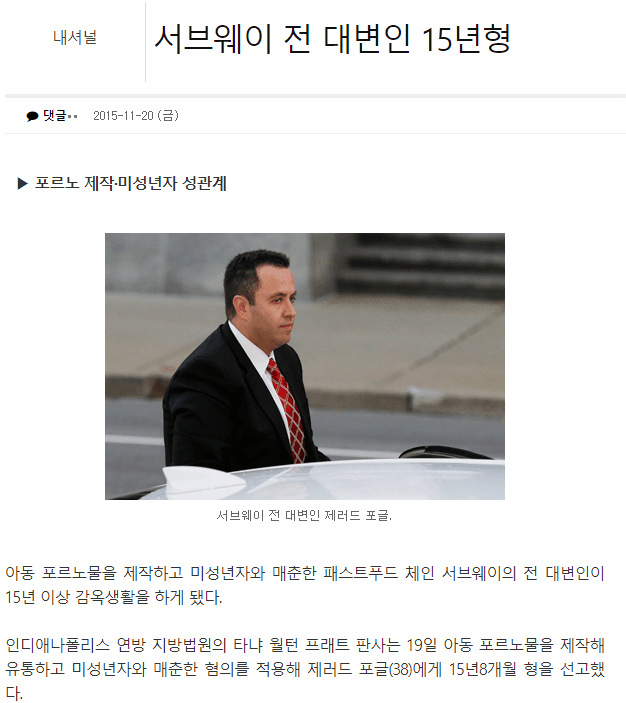 내셔널
서브웨이 전 대변인 15년형
댓글
2015-11-20 (금)
▶ 포르노 제작·미성년자 성관계
서브웨이 전 대변인 제러드 포글.
아동 포르노물을 제작하고 미성년자와 매춘한 패스트푸드 체인 서브웨이의 전 대변인이
15년 이상 감옥생활을 하게 됐다.
인디애나폴리스 연방 지방법원의 타냐 월턴 프래트 판사는 19일 아동 포르노물을 제작해
유통하고 미성년자와 매춘한 혐의를 적용해 제러드 포글(38)에게 15년8개월 형을 선고했
다.